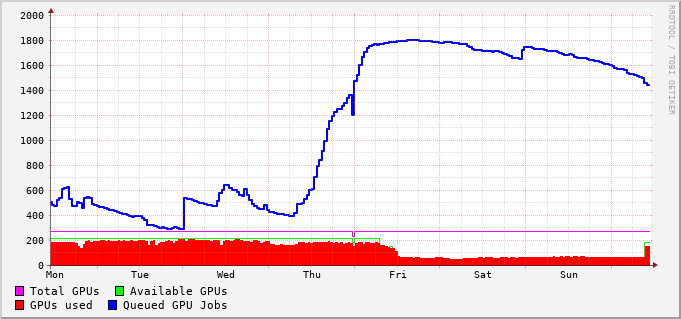 2000
1800
1600
1400
1200
1000
800
600
400
200
0
Mon Tue Wed Thu Fri Sat Sun
Total GPUs Available GPUs
GPUs used Queued GPU Jobs
RRDTOOL / TOBI OETIKER